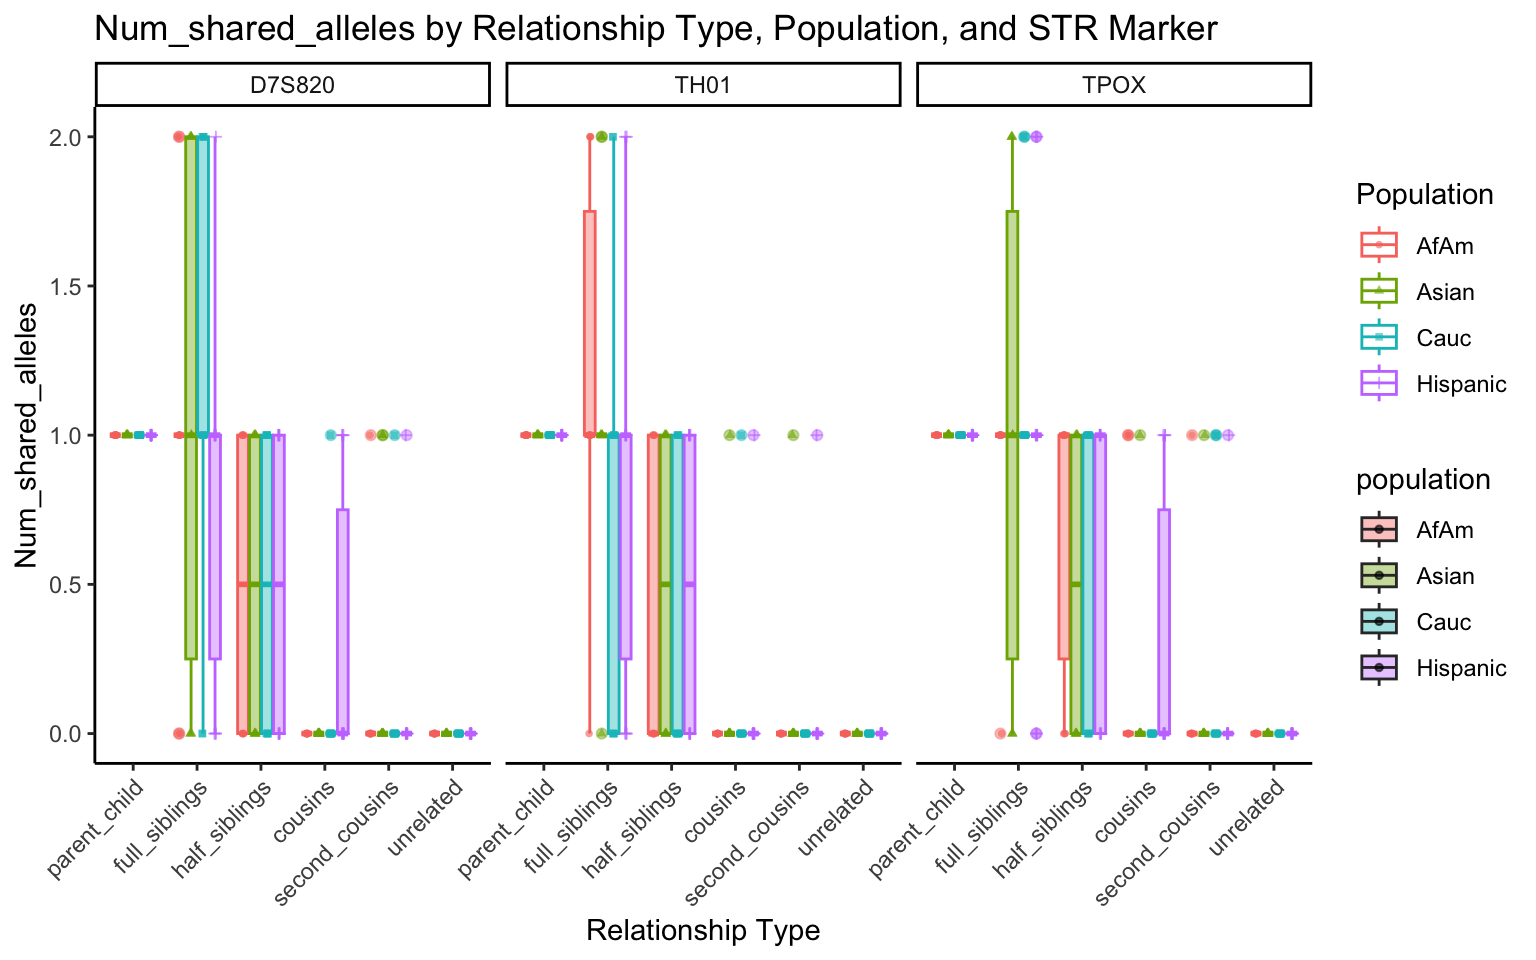 Num_shared_alleles by Relationship Type, Population, and STR Marker
D7S820
TH01
TPOX
Num_shared_alleles
2.0
1.5
1.0
0.5
0.0
parent_child
full_siblings
half_siblings
cousins
second_cousins
unrelated
parent_child
full_siblings
half_siblings
cousins
second_cousins
unrelated
parent_child
full_siblings
half_siblings
cousins
second_cousins
unrelated
Relationship Type
Population
AfAm
Asian
Cauc
Hispanic
population
AfAm
Asian
Cauc
Hispanic